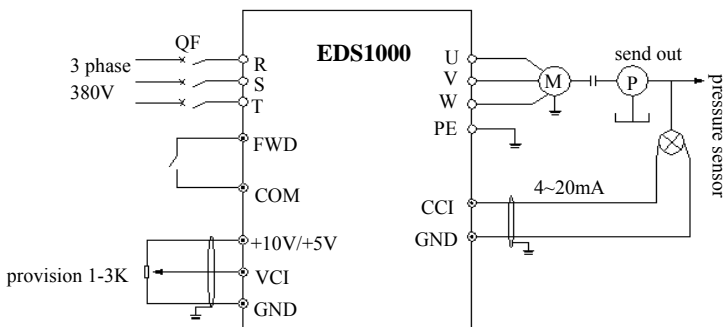 QF
3 phase
380V
R
S
T
FWD
COM
+10V/+5V
VCI
GND
provision 1-3K
EDS1000
U
V
W
PE
CCI
GND
M
send out
P
pressure sensor
4~20mA